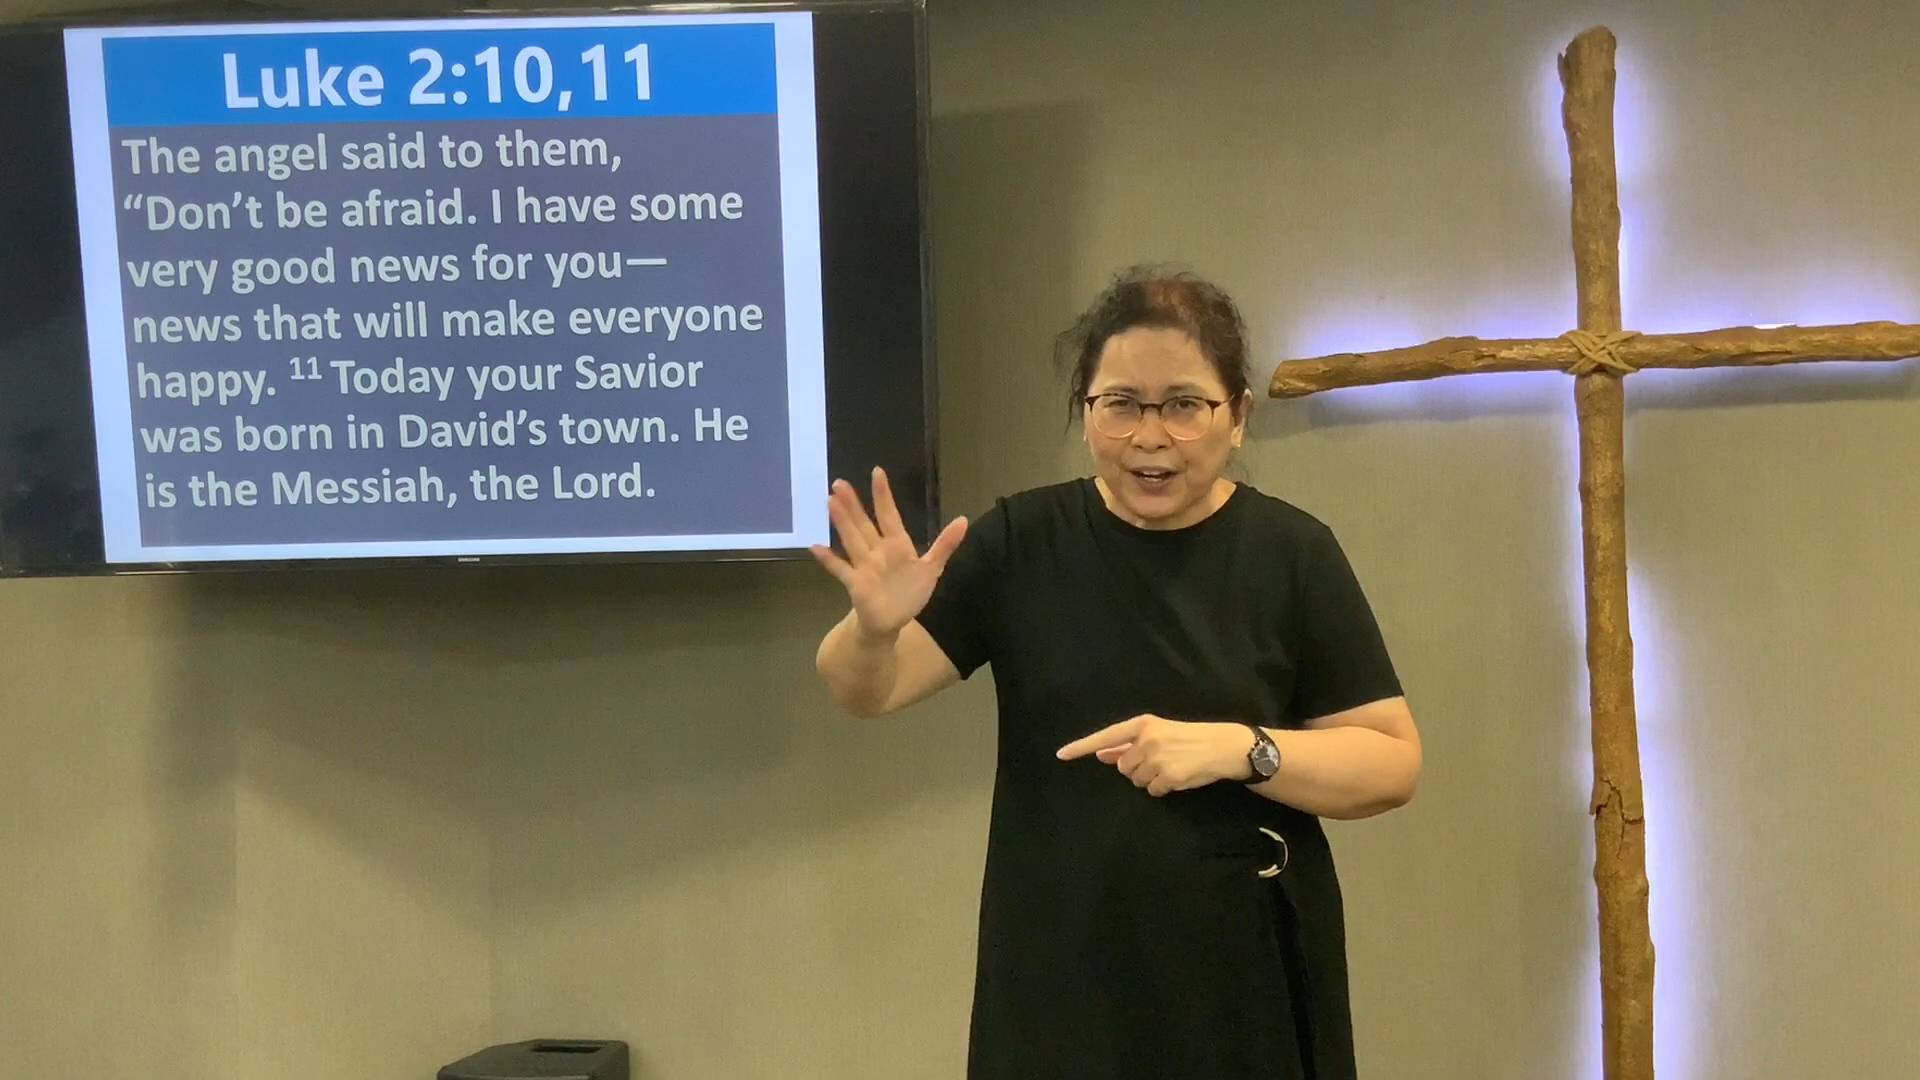 Luke 2:10,11
The angel said to them,
“Don’t be afraid. I have some
very good news for you—
news that will make everyone
happy. ¹¹ Today your Savior
was born in David’s town. He
is the Messiah, the Lord.
SAMSUNG